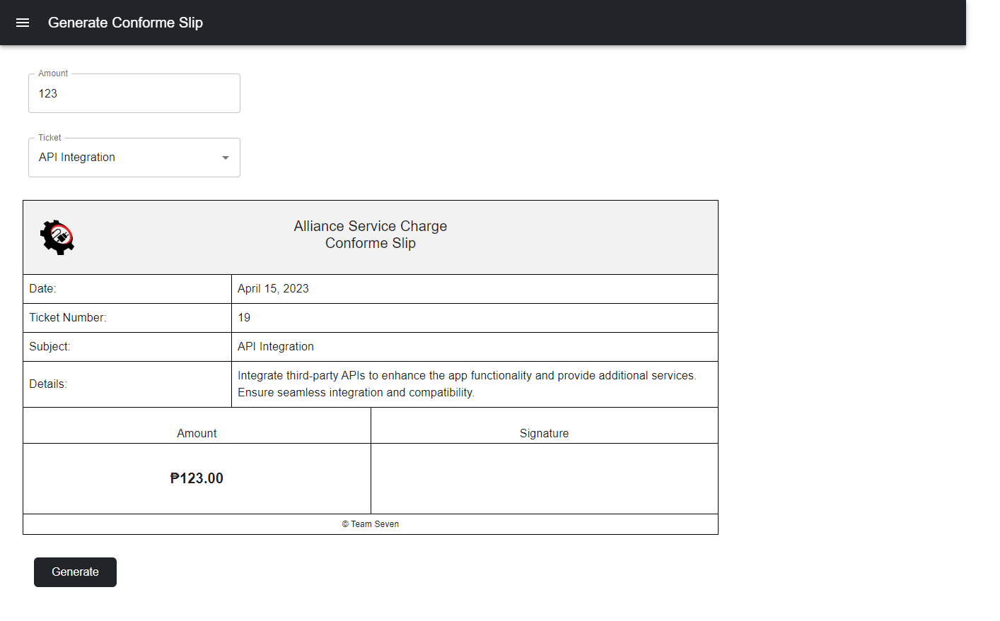 Generate Conforme Slip
Amount
123
Ticket
API Integration
Alliance Service Charge
Conforme Slip
Date:
April 15, 2023
Ticket Number:
19
Subject:
API Integration
Details:
Integrate third-party APIs to enhance the app functionality and provide additional services.
Ensure seamless integration and compatibility.
Amount
Signature
₱123.00
© Team Seven
Generate